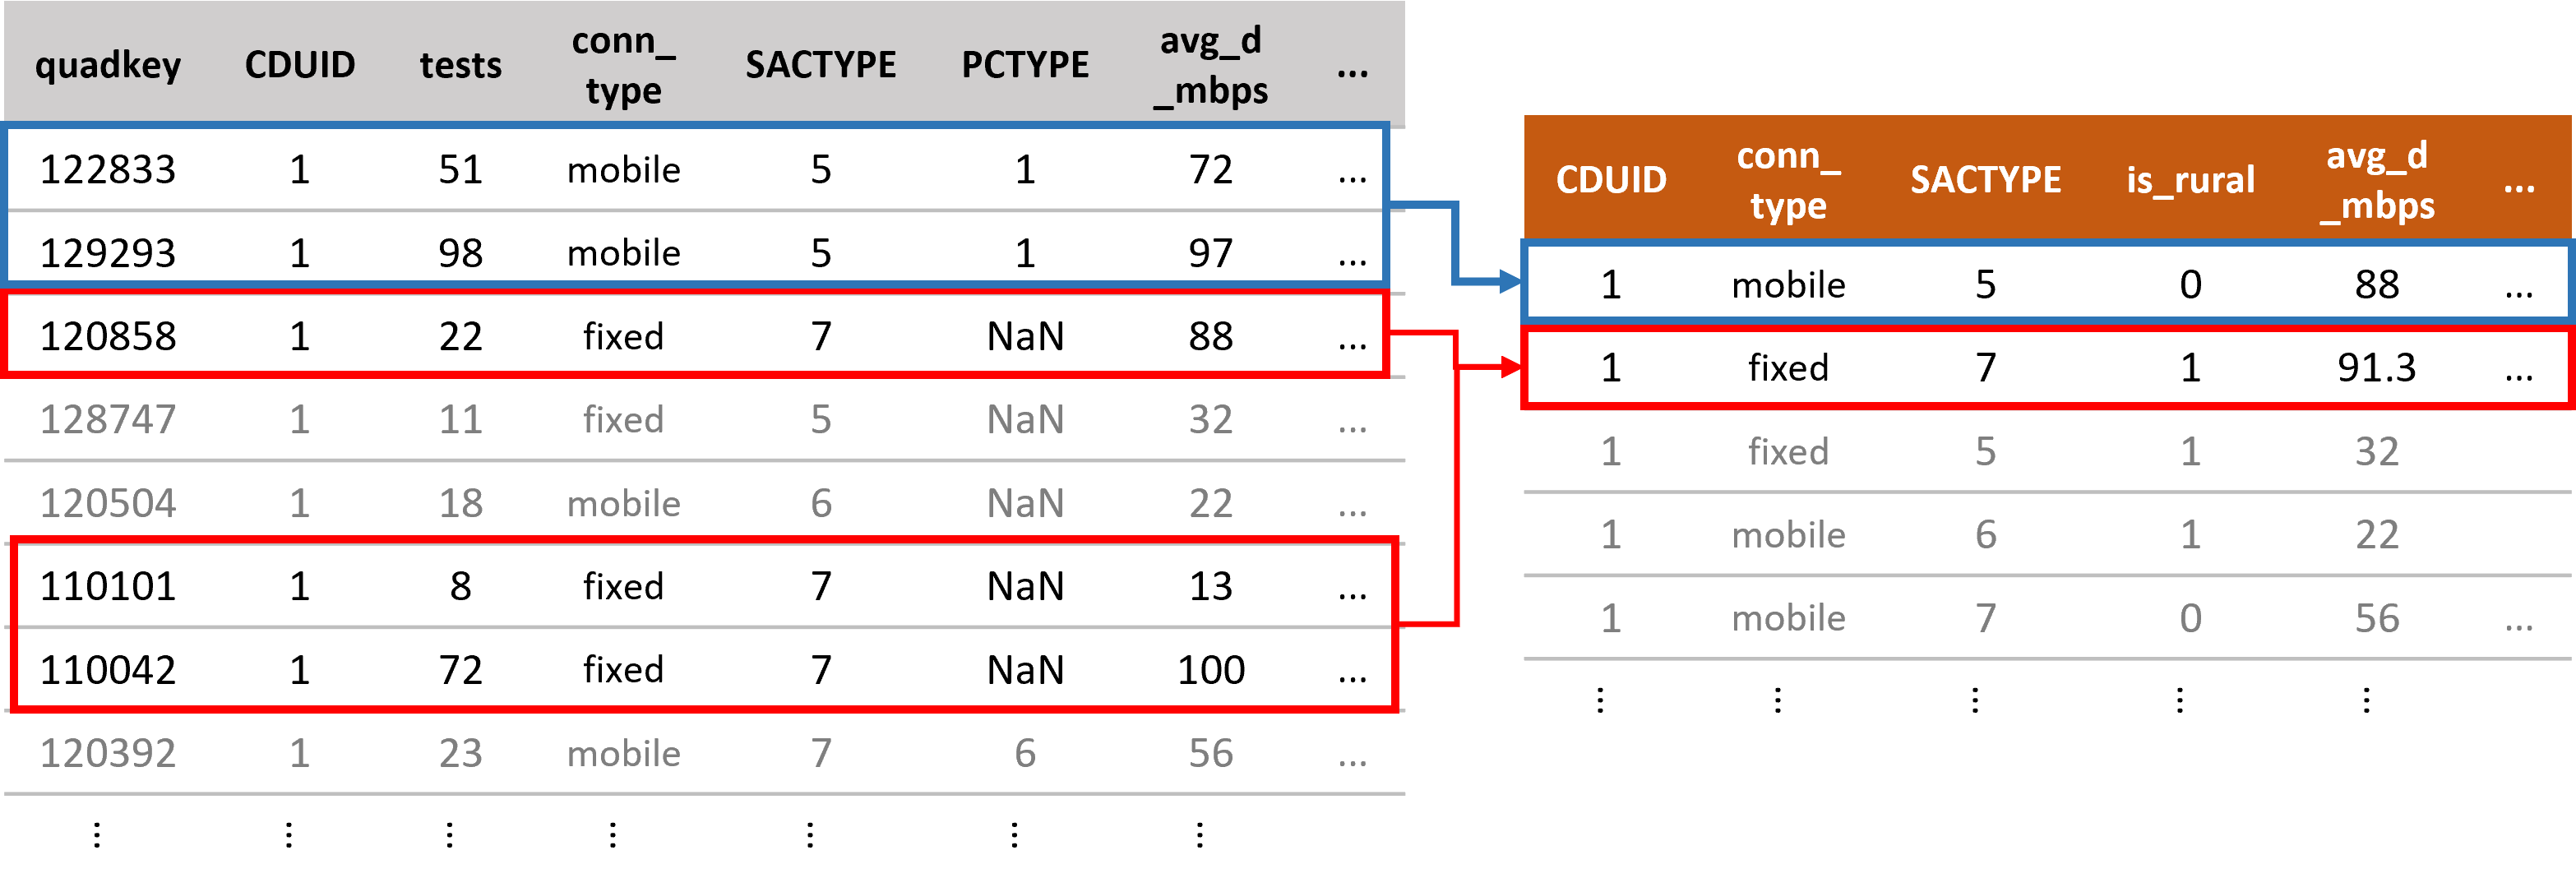 quadkey CDUID tests conn_type SACTYPE PCTYPE avg_d_mbps ...
122833 1 51 mobile 5 1 72 ...
129293 1 98 mobile 5 1 97 ...
120858 1 22 fixed 7 NaN 88 ...
128747 1 11 fixed 5 NaN 32 ...
120504 1 18 mobile 6 NaN 22 ...
110101 1 8 fixed 7 NaN 13 ...
110042 1 72 fixed 7 NaN 100 ...
120392 1 23 mobile 7 6 56 ...
⋮ ⋮ ⋮ ⋮ ⋮ ⋮ ⋮
CDUID conn_type SACTYPE is_rural avg_d_mbps ...
1 mobile 5 0 88 ...
1 fixed 7 1 91.3 ...
1 fixed 5 1 32
1 mobile 6 1 22
1 mobile 7 0 56 ...
⋮ ⋮ ⋮ ⋮ ⋮